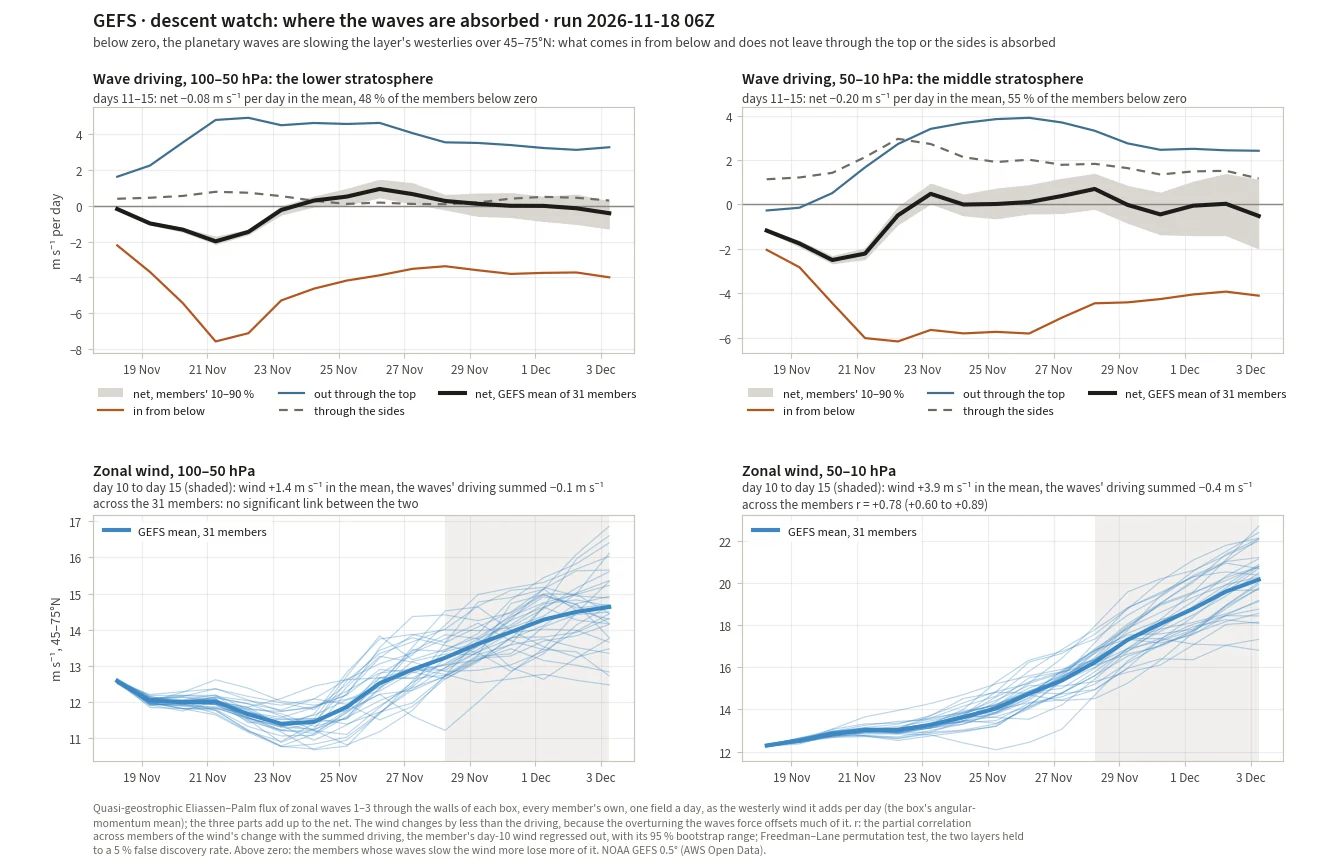 GEFS · descent watch: where the waves are absorbed · run 2026-11-18 06Z
below zero, the planetary waves are slowing the layer's westerlies over 45–75°N: what comes in from below and does not leave through the top or the sides is absorbed
Wave driving, 100–50 hPa: the lower stratosphere
days 11–15: net −0.08 m s⁻¹ per day in the mean, 48 % of the members below zero
m s⁻¹ per day
4
2
0
−2
−4
−6
−8
19 Nov
21 Nov
23 Nov
25 Nov
27 Nov
29 Nov
1 Dec
3 Dec
net, members' 10–90 %
out through the top
net, GEFS mean of 31 members
in from below
through the sides
Wave driving, 50–10 hPa: the middle stratosphere
days 11–15: net −0.20 m s⁻¹ per day in the mean, 55 % of the members below zero
4
2
0
−2
−4
−6
19 Nov
21 Nov
23 Nov
25 Nov
27 Nov
29 Nov
1 Dec
3 Dec
net, members' 10–90 %
out through the top
net, GEFS mean of 31 members
in from below
through the sides
Zonal wind, 100–50 hPa
day 10 to day 15 (shaded): wind +1.4 m s⁻¹ in the mean, the waves' driving summed −0.1 m s⁻¹
across the 31 members: no significant link between the two
m s⁻¹, 45–75°N
GEFS mean, 31 members
17
16
15
14
13
12
11
19 Nov
21 Nov
23 Nov
25 Nov
27 Nov
29 Nov
1 Dec
3 Dec
Zonal wind, 50–10 hPa
day 10 to day 15 (shaded): wind +3.9 m s⁻¹ in the mean, the waves' driving summed −0.4 m s⁻¹
across the members r = +0.78 (+0.60 to +0.89)
GEFS mean, 31 members
22
20
18
16
14
12
19 Nov
21 Nov
23 Nov
25 Nov
27 Nov
29 Nov
1 Dec
3 Dec
Quasi-geostrophic Eliassen–Palm flux of zonal waves 1–3 through the walls of each box, every member's own, one field a day, as the westerly wind it adds per day (the box's angular-
momentum mean); the three parts add up to the net. The wind changes by less than the driving, because the overturning the waves force offsets much of it. r: the partial correlation
across members of the wind's change with the summed driving, the member's day-10 wind regressed out, with its 95 % bootstrap range; Freedman–Lane permutation test, the two layers held
to a 5 % false discovery rate. Above zero: the members whose waves slow the wind more lose more of it. NOAA GEFS 0.5° (AWS Open Data).